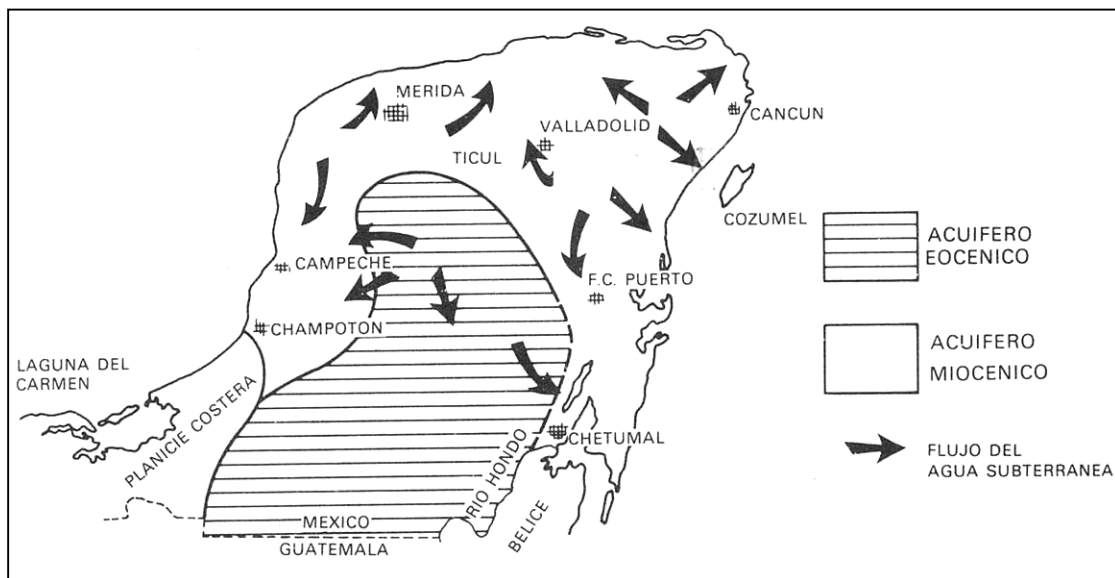 MERIDA
CANCUN
VALLADOLID
TICUL
COZUMEL
CAMPECHE
F.C. PUERTO
CHAMPOTON
LAGUNA DEL
CARMEN
PLANICIE COSTERA
CHETUMAL
RIO HONDO
BELICE
MEXICO
GUATEMALA
ACUIFERO
EOCENICO
ACUIFERO
MIOCENICO
FLUJO DEL
AGUA SUBTERRANEA